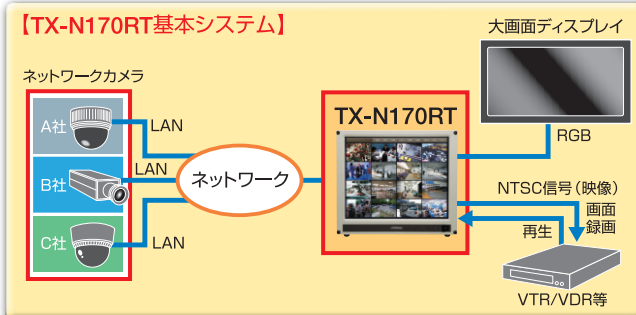 【TX-N170RT基本システム】
大画面ディスプレイ
ネットワークカメラ
A社
LAN
B社
LAN
C社
LAN
ネットワーク
TX-N170RT
RGB
NTSC信号（映像）
画面
録画
再生
VTR/VDR等